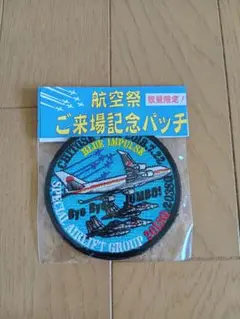 航空祭
数量限定！
ご来場記念パッチ
BLUE IMPULSE
Bye Bye JUMBO!
SPECIAL AIRLIFT GROUP